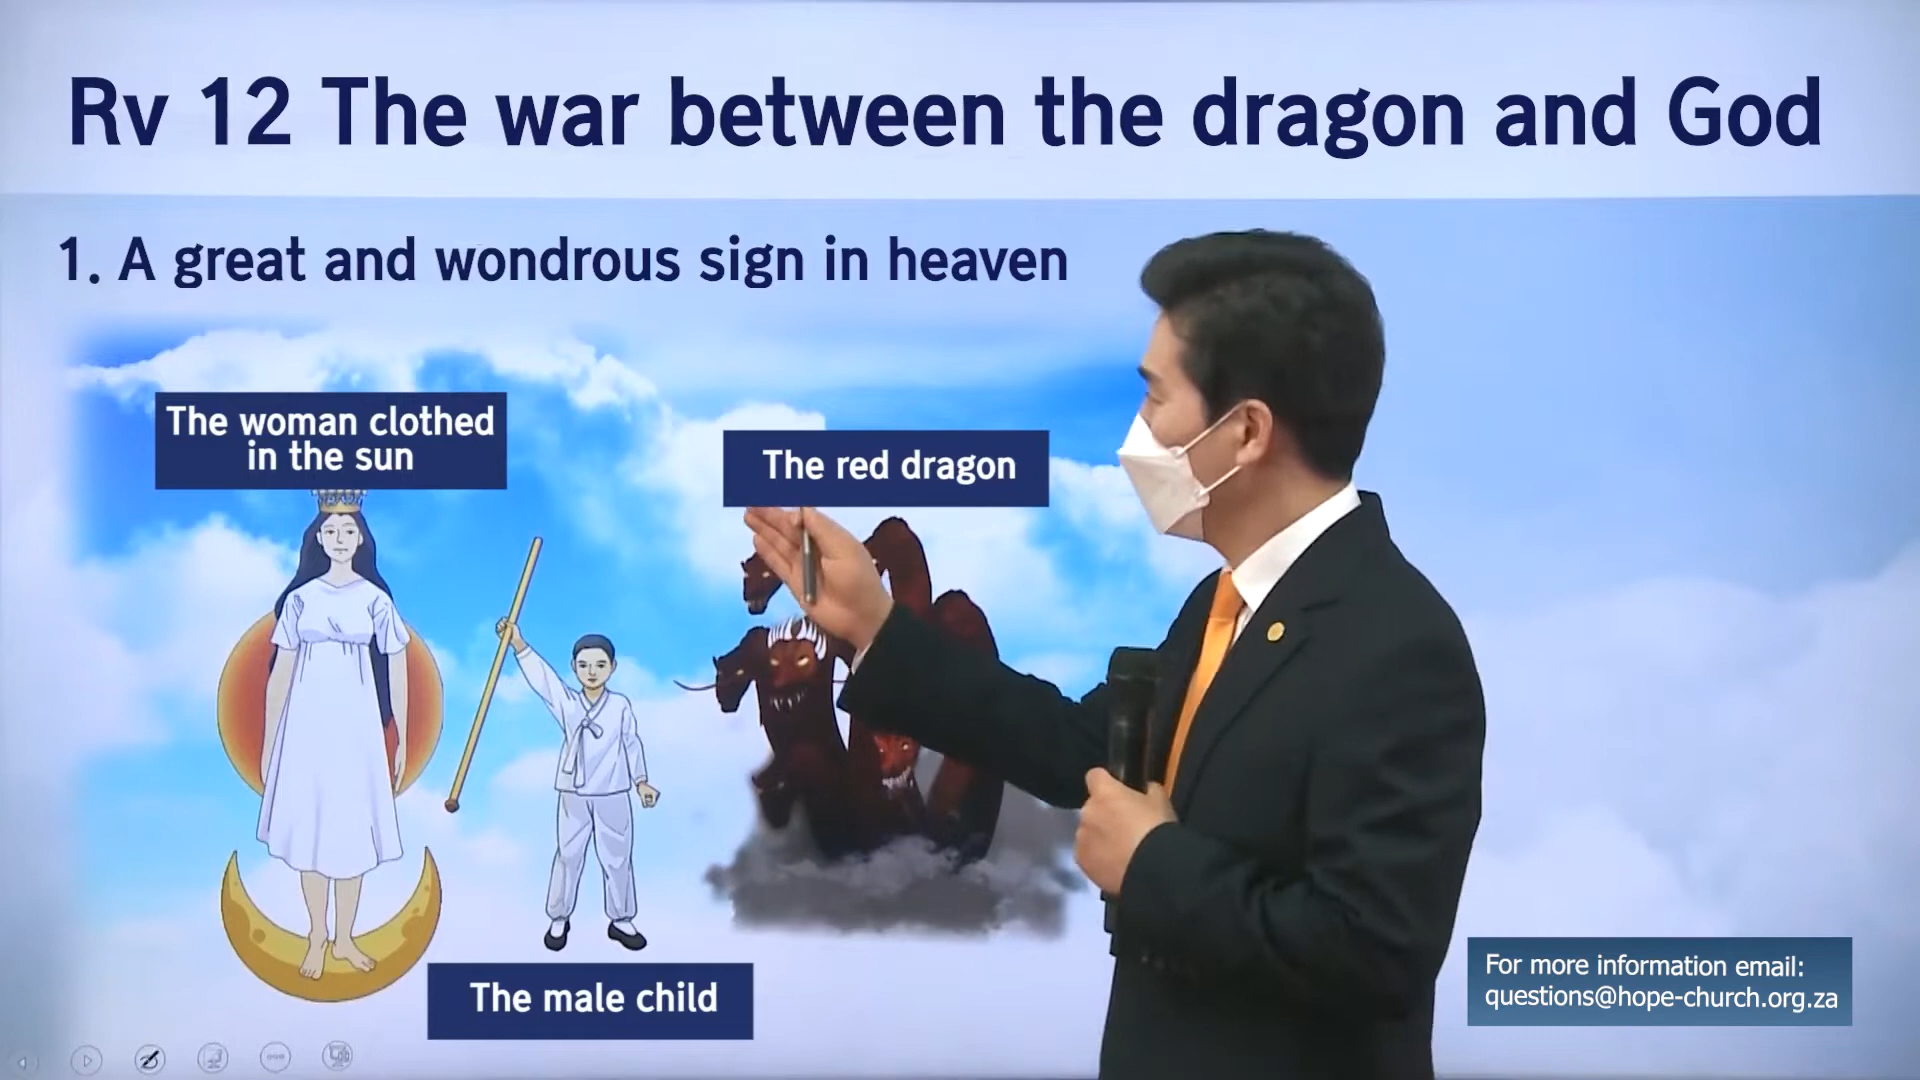 Rv 12 The war between the dragon and God
1. A great and wondrous sign in heaven
The woman clothed
in the sun
The red dragon
The male child
For more information email:
questions@hope-church.org.za